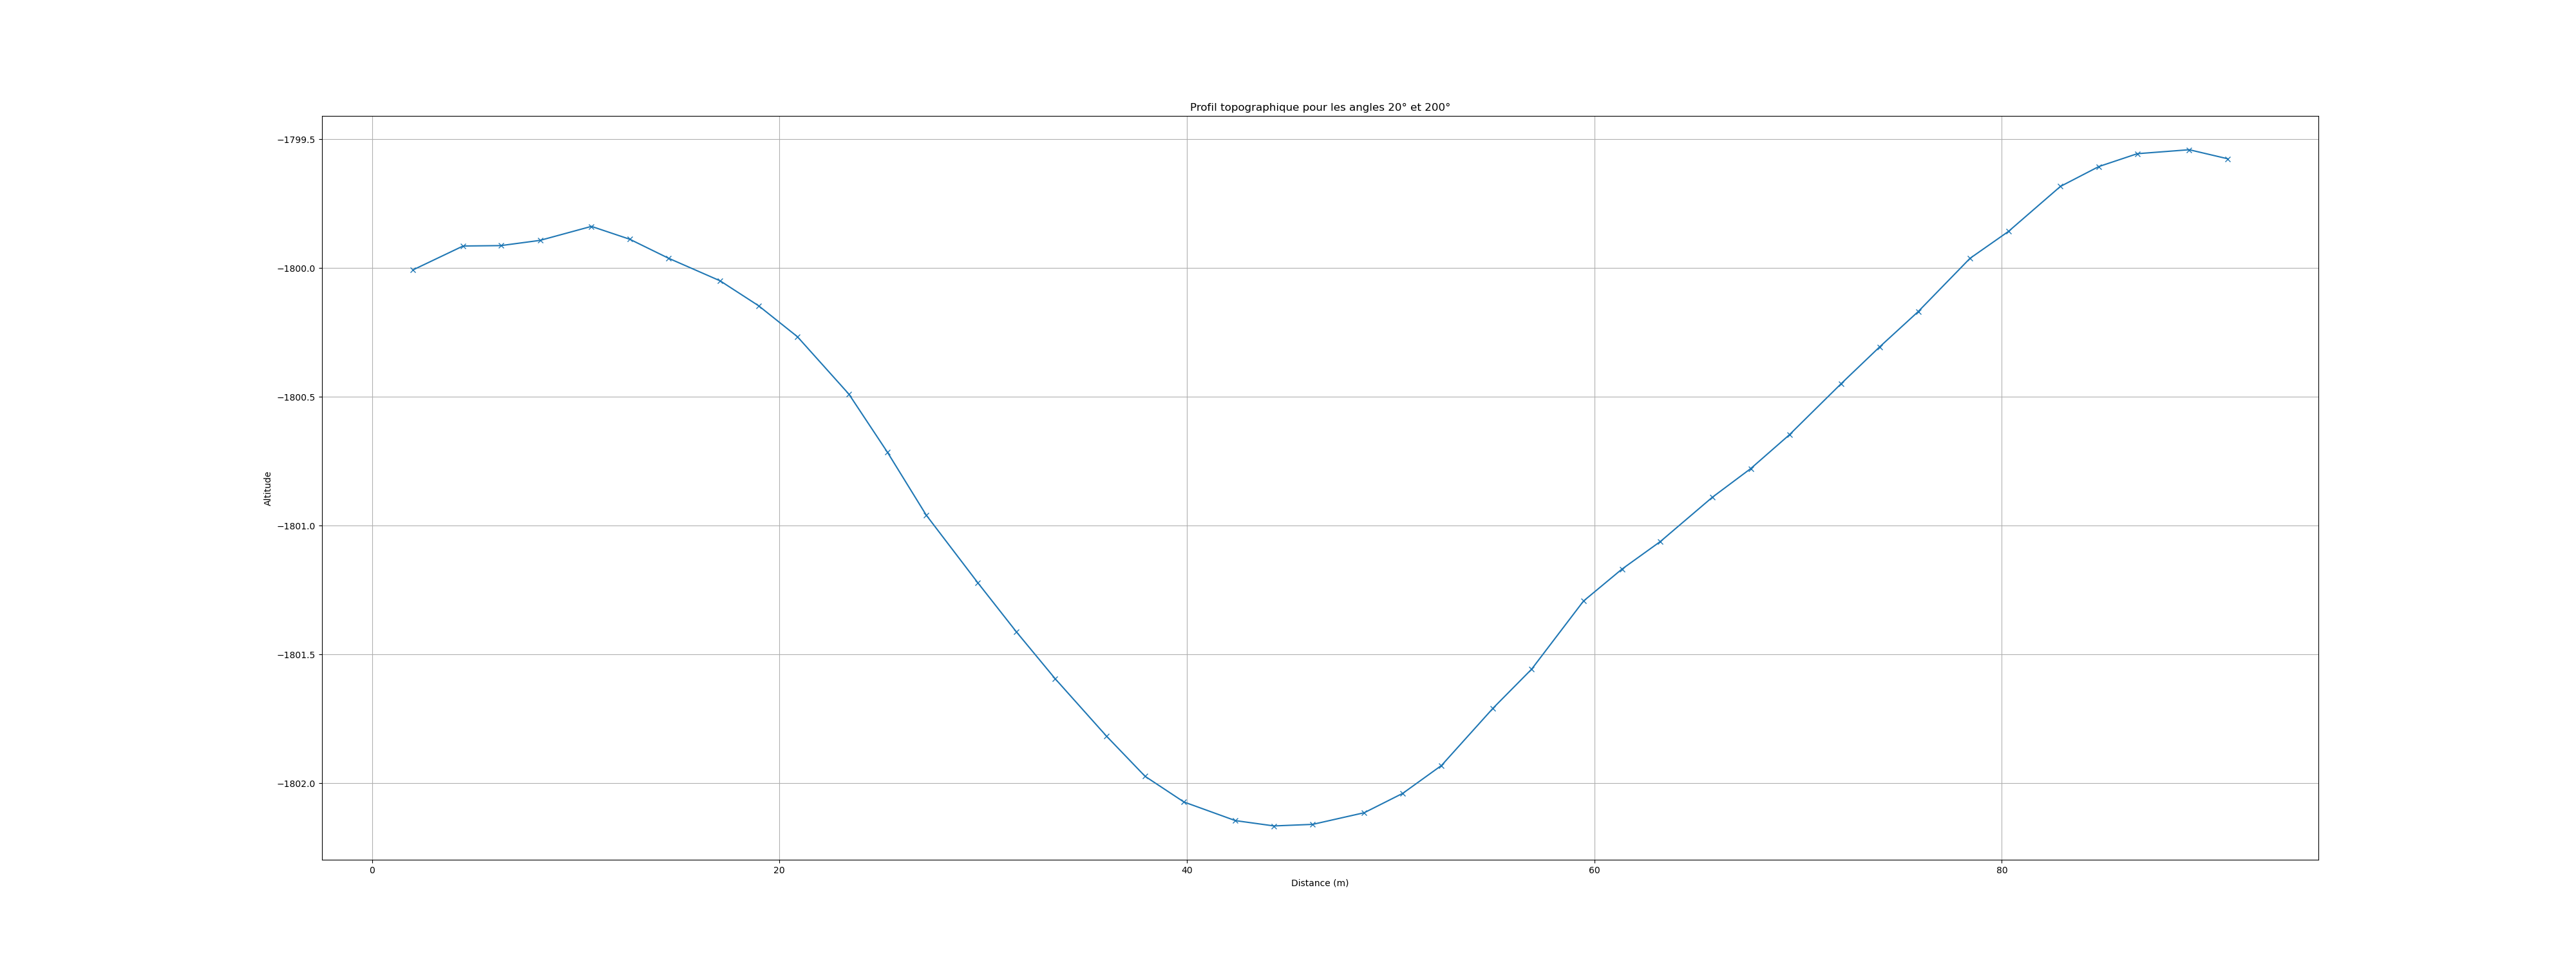 Profil topographique pour les angles 20° et 200°
Altitude
−1799.5
−1800.0
−1800.5
−1801.0
−1801.5
−1802.0
0 20 40 60 80
Distance (m)